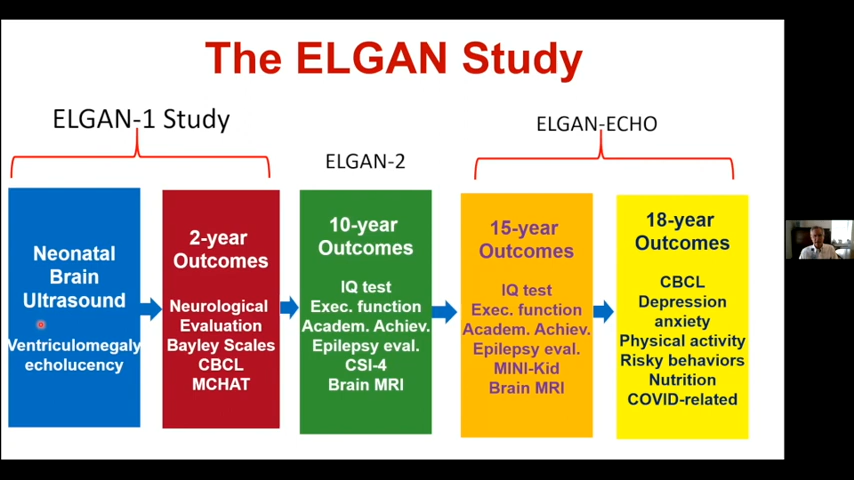 The ELGAN Study
ELGAN-1 Study
ELGAN-2
ELGAN-ECHO
Neonatal
Brain
Ultrasound
Ventriculomegaly
echolucency
2-year
Outcomes
Neurological
Evaluation
Bayley Scales
CBCL
MCHAT
10-year
Outcomes
IQ test
Exec. function
Academ. Achiev.
Epilepsy eval.
CSI-4
Brain MRI
15-year
Outcomes
IQ test
Exec. function
Academ. Achiev.
Epilepsy eval.
MINI-Kid
Brain MRI
18-year
Outcomes
CBCL
Depression
anxiety
Physical activity
Risky behaviors
Nutrition
COVID-related